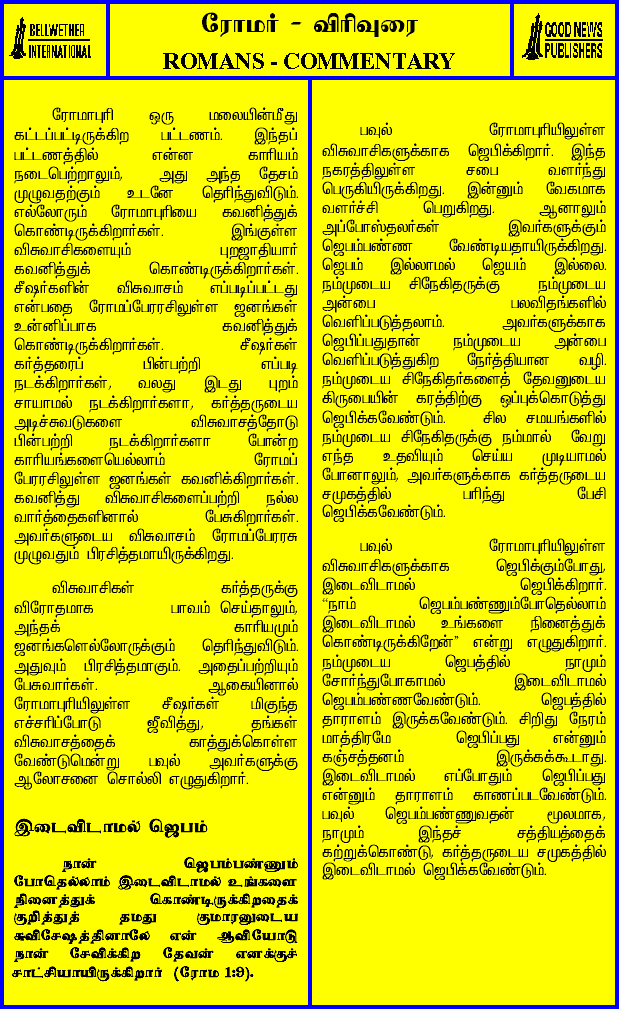 BELLWETHER
INTERNATIONAL
ரோமர் - விரிவுரை
ROMANS - COMMENTARY
GOOD NEWS
PUBLISHERS
ரோமாபுரி ஒரு மலையின்மீது
கட்டப்பட்டிருக்கிற பட்டணம். இந்தப்
பட்டணத்தில் என்ன காரியம்
நடைபெற்றாலும், அது அந்த தேசம்
முழுவதற்கும் உடனே தெரிந்துவிடும்.
எல்லோரும் ரோமாபுரியை கவனித்துக்
கொண்டிருக்கிறார்கள். இங்குள்ள
விசுவாசிகளையும் புறஜாதியார்
கவனித்துக் கொண்டிருக்கிறார்கள்.
சீஷர்களின் விசுவாசம் எப்படிப்பட்டது
என்பதை ரோமப்பேரரசிலுள்ள ஜனங்கள்
உன்னிப்பாக கவனித்துக்
கொண்டிருக்கிறார்கள். சீஷர்கள்
கர்த்தரைப் பின்பற்றி எப்படி
நடக்கிறார்கள், வலது இடது புறம்
சாயாமல் நடக்கிறார்களா, கர்த்தருடைய
அடிச்சுவடுகளை விசுவாசத்தோடு
பின்பற்றி நடக்கிறார்களா போன்ற
காரியங்களையெல்லாம் ரோமப்
பேரரசிலுள்ள ஜனங்கள் கவனிக்கிறார்கள்.
கவனித்து விசுவாசிகளைப்பற்றி நல்ல
வார்த்தைகளினால் பேசுகிறார்கள்.
அவர்களுடைய விசுவாசம் ரோமப்பேரரசு
முழுவதும் பிரசித்தமாயிருக்கிறது.
விசுவாசிகள் கர்த்தருக்கு
விரோதமாக பாவம் செய்தாலும்,
அந்தக் காரியமும்
ஜனங்களெல்லோருக்கும் தெரிந்துவிடும்.
அதுவும் பிரசித்தமாகும். அதைப்பற்றியும்
பேசுவார்கள். ஆகையினால்
ரோமாபுரியிலுள்ள சீஷர்கள் மிகுந்த
எச்சரிப்போடு ஜீவித்து, தங்கள்
விசுவாசத்தைக் காத்துக்கொள்ள
வேண்டுமென்று பவுல் அவர்களுக்கு
ஆலோசனை சொல்லி எழுதுகிறார்.
இடைவிடாமல் ஜெபம்
நான் ஜெபம்பண்ணும்
போதெல்லாம் இடைவிடாமல் உங்களை
நினைத்துக் கொண்டிருக்கிறதைக்
குறித்துத் தமது குமாரனுடைய
சுவிசேஷத்தினாலே என் ஆவியோடு
நான் சேவிக்கிற தேவன் எனக்குச்
சாட்சியாயிருக்கிறார் (ரோம 1:9).
பவுல் ரோமாபுரியிலுள்ள
விசுவாசிகளுக்காக ஜெபிக்கிறார். இந்த
நகரத்திலுள்ள சபை வளர்ந்து
பெருகியிருக்கிறது. இன்னும் வேகமாக
வளர்ச்சி பெறுகிறது. ஆனாலும்
அப்போஸ்தலர்கள் இவர்களுக்கும்
ஜெபம்பண்ண வேண்டியதாயிருக்கிறது.
ஜெபம் இல்லாமல் ஜெயம் இல்லை.
நம்முடைய சிநேகிதருக்கு நம்முடைய
அன்பை பலவிதங்களில்
வெளிப்படுத்தலாம். அவர்களுக்காக
ஜெபிப்பதுதான் நம்முடைய அன்பை
வெளிப்படுத்துகிற நேர்த்தியான வழி.
நம்முடைய சிநேகிதர்களைத் தேவனுடைய
கிருபையின் கரத்திற்கு ஒப்புக்கொடுத்து
ஜெபிக்கவேண்டும். சில சமயங்களில்
நம்முடைய சிநேகிதருக்கு நம்மால் வேறு
எந்த உதவியும் செய்ய முடியாமல்
போனாலும், அவர்களுக்காக கர்த்தருடைய
சமுகத்தில் பரிந்து பேசி
ஜெபிக்கவேண்டும்.
பவுல் ரோமாபுரியிலுள்ள
விசுவாசிகளுக்காக ஜெபிக்கும்போது,
இடைவிடாமல் ஜெபிக்கிறார்.
“நாம் ஜெபம்பண்ணும்போதெல்லாம்
இடைவிடாமல் உங்களை நினைத்துக்
கொண்டிருக்கிறேன்” என்று எழுதுகிறார்.
நம்முடைய ஜெபத்தில் நாமும்
சோர்ந்துபோகாமல் இடைவிடாமல்
ஜெபம்பண்ணவேண்டும். ஜெபத்தில்
தாராளம் இருக்கவேண்டும். சிறிது நேரம்
மாத்திரமே ஜெபிப்பது என்னும்
கஞ்சத்தனம் இருக்கக்கூடாது.
இடைவிடாமல் எப்போதும் ஜெபிப்பது
என்னும் தாராளம் காணப்படவேண்டும்.
பவுல் ஜெபம்பண்ணுவதன் மூலமாக,
நாமும் இந்தச் சத்தியத்தைக்
கற்றுக்கொண்டு, கர்த்தருடைய சமுகத்தில்
இடைவிடாமல் ஜெபிக்கவேண்டும்.